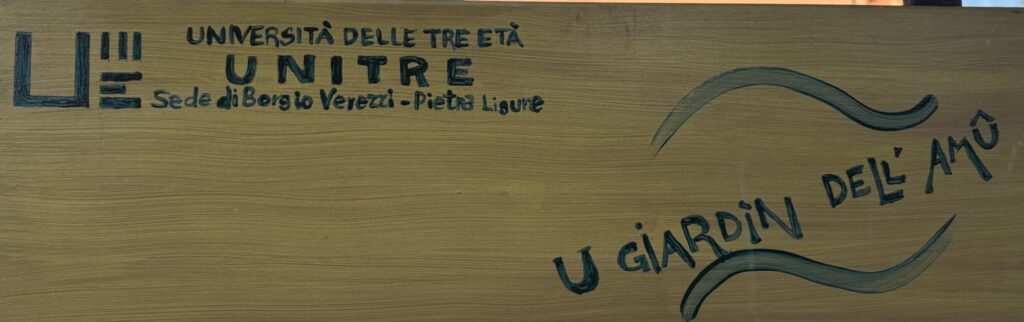 UNIVERSITÀ DELLE TRE ETÀ
UNITRE
Sede di Borgio Verezzi - Pietra Ligure
U GIARDIN DELL' AMÛ